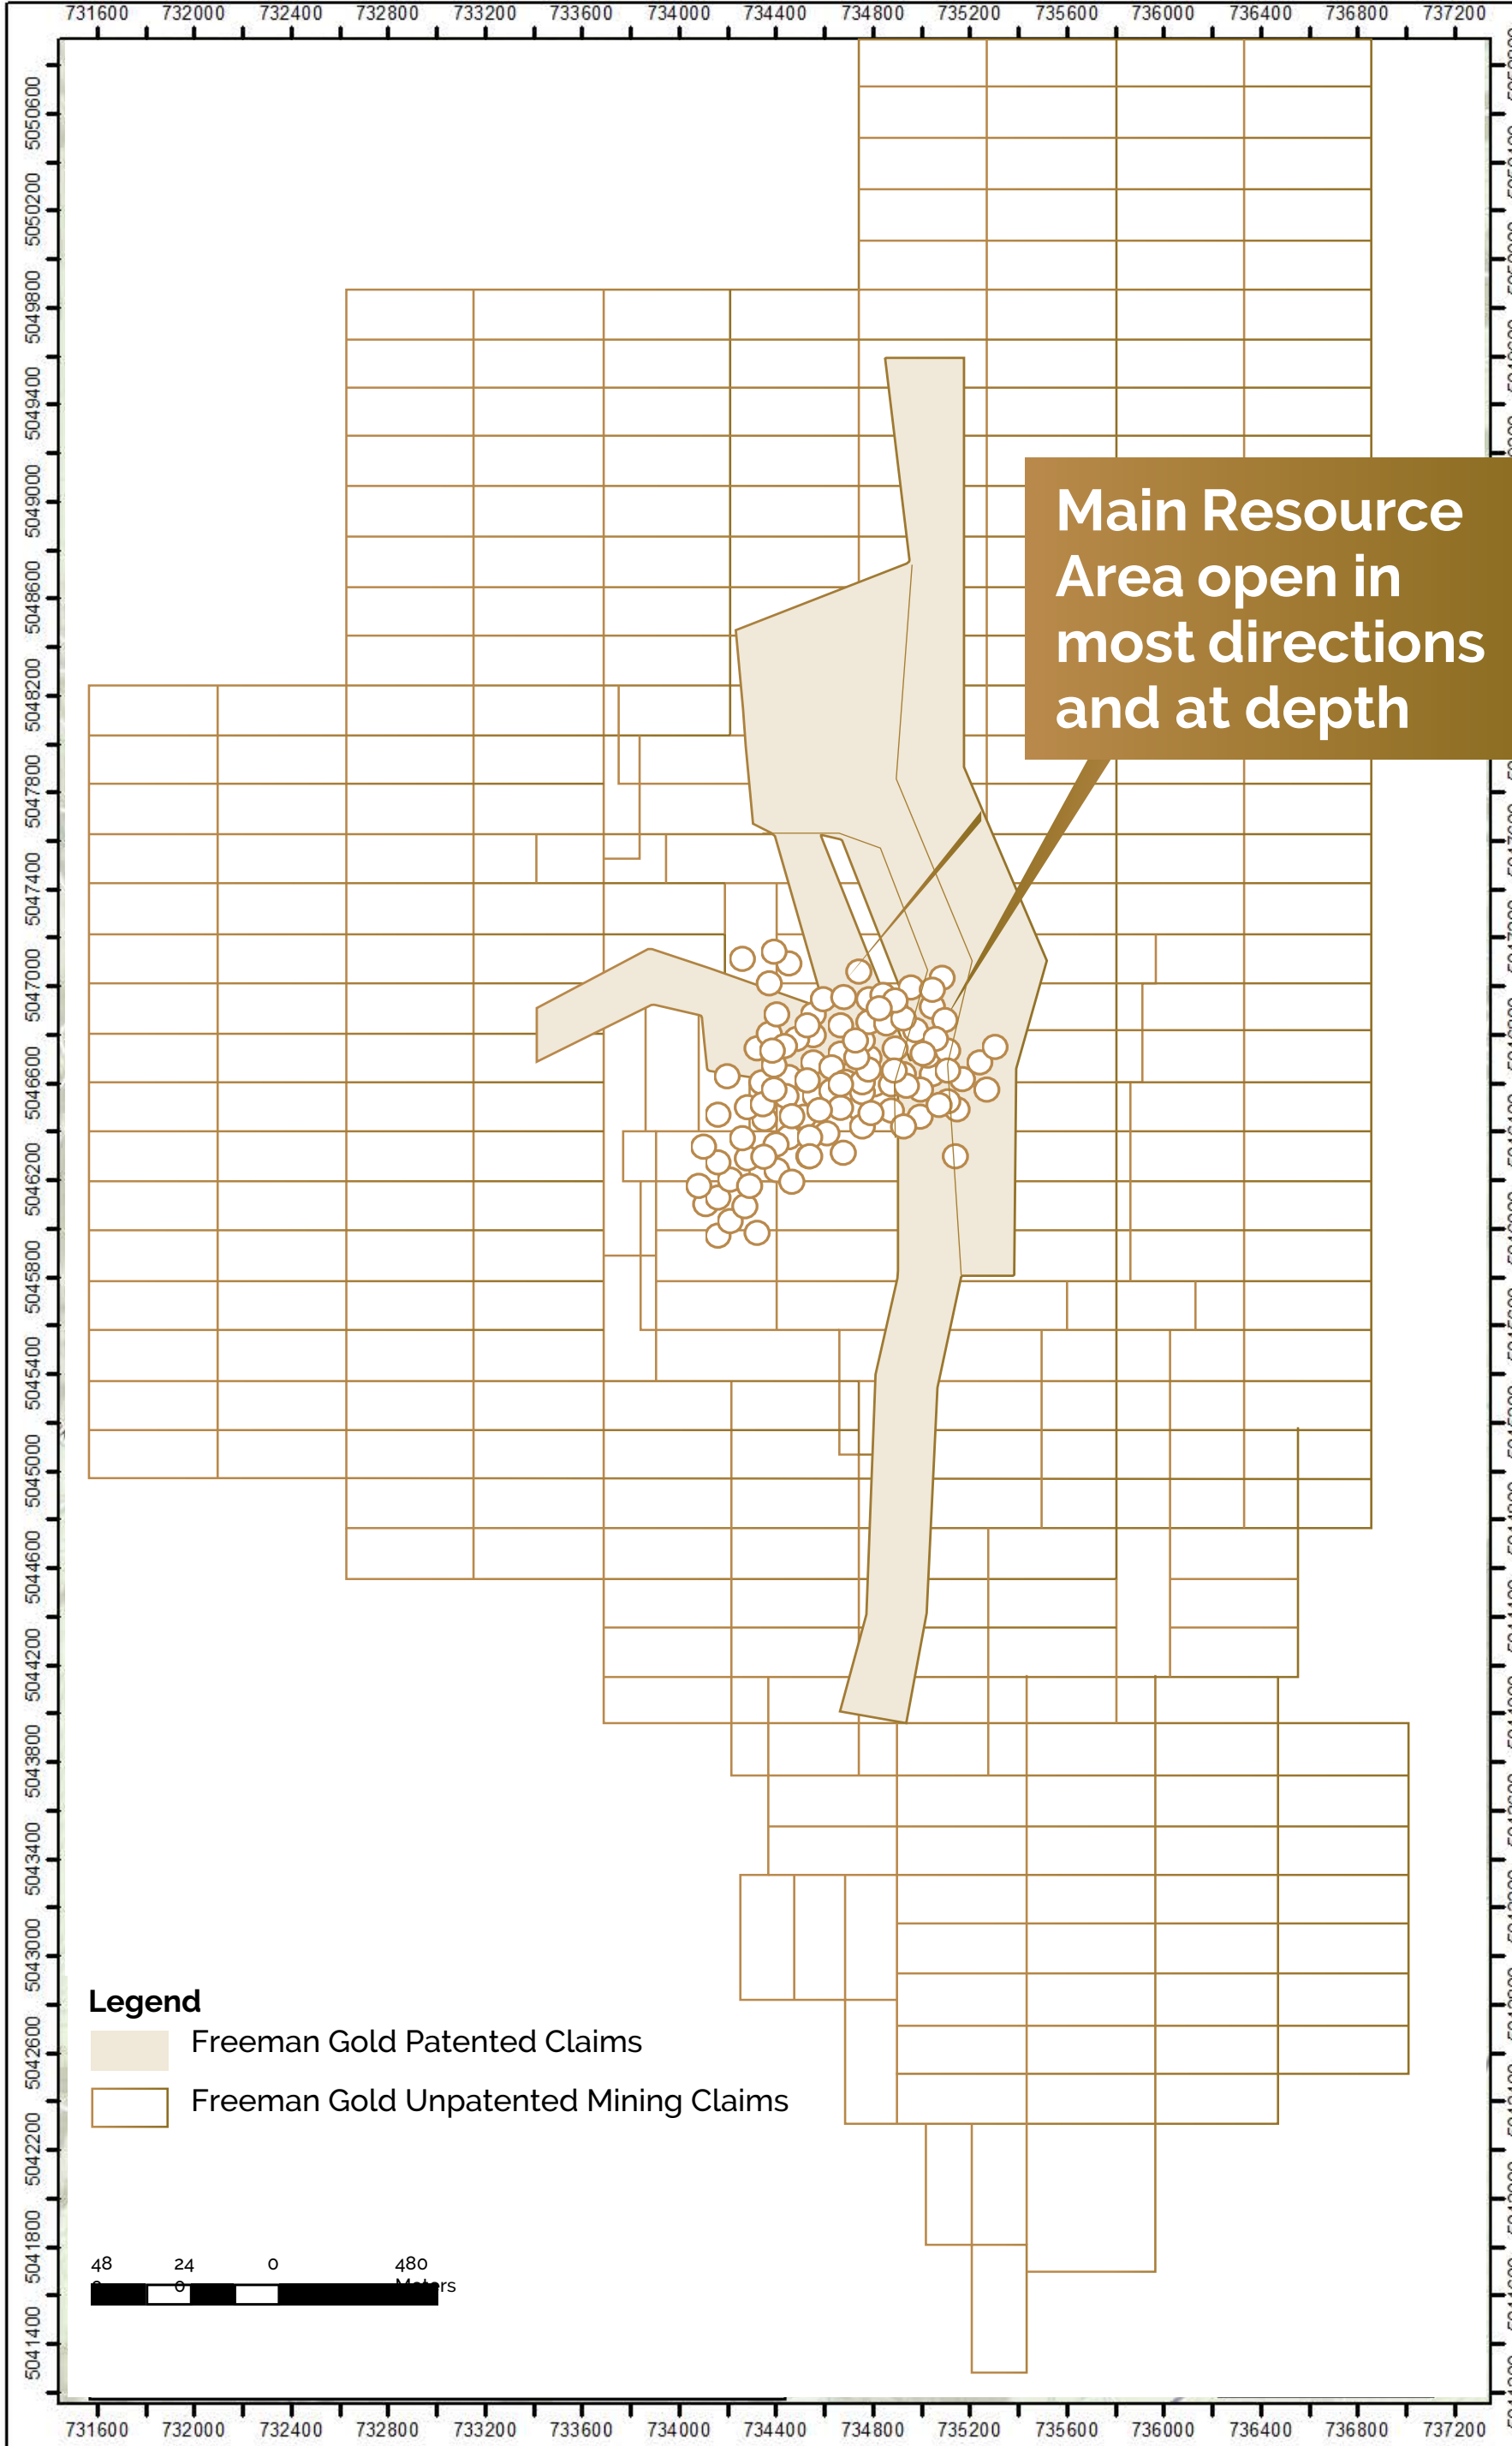 731600 732000 732400 732800 733200 733600 734000 734400 734800 735200 735600 736000 736400 736800 737200
5050600
5050200
5049800
5049400
5049000
5048600
5048200
5047800
5047400
5047000
5046600
5046200
5045800
5045400
5045000
5044600
5044200
5043800
5043400
5043000
5042600
5042200
5041800
5041400
Main Resource
Area open in
most directions
and at depth
Legend
Freeman Gold Patented Claims
Freeman Gold Unpatented Mining Claims
48 24 0 480
0 Meters
731600 732000 732400 732800 733200 733600 734000 734400 734800 735200 735600 736000 736400 736800 737200